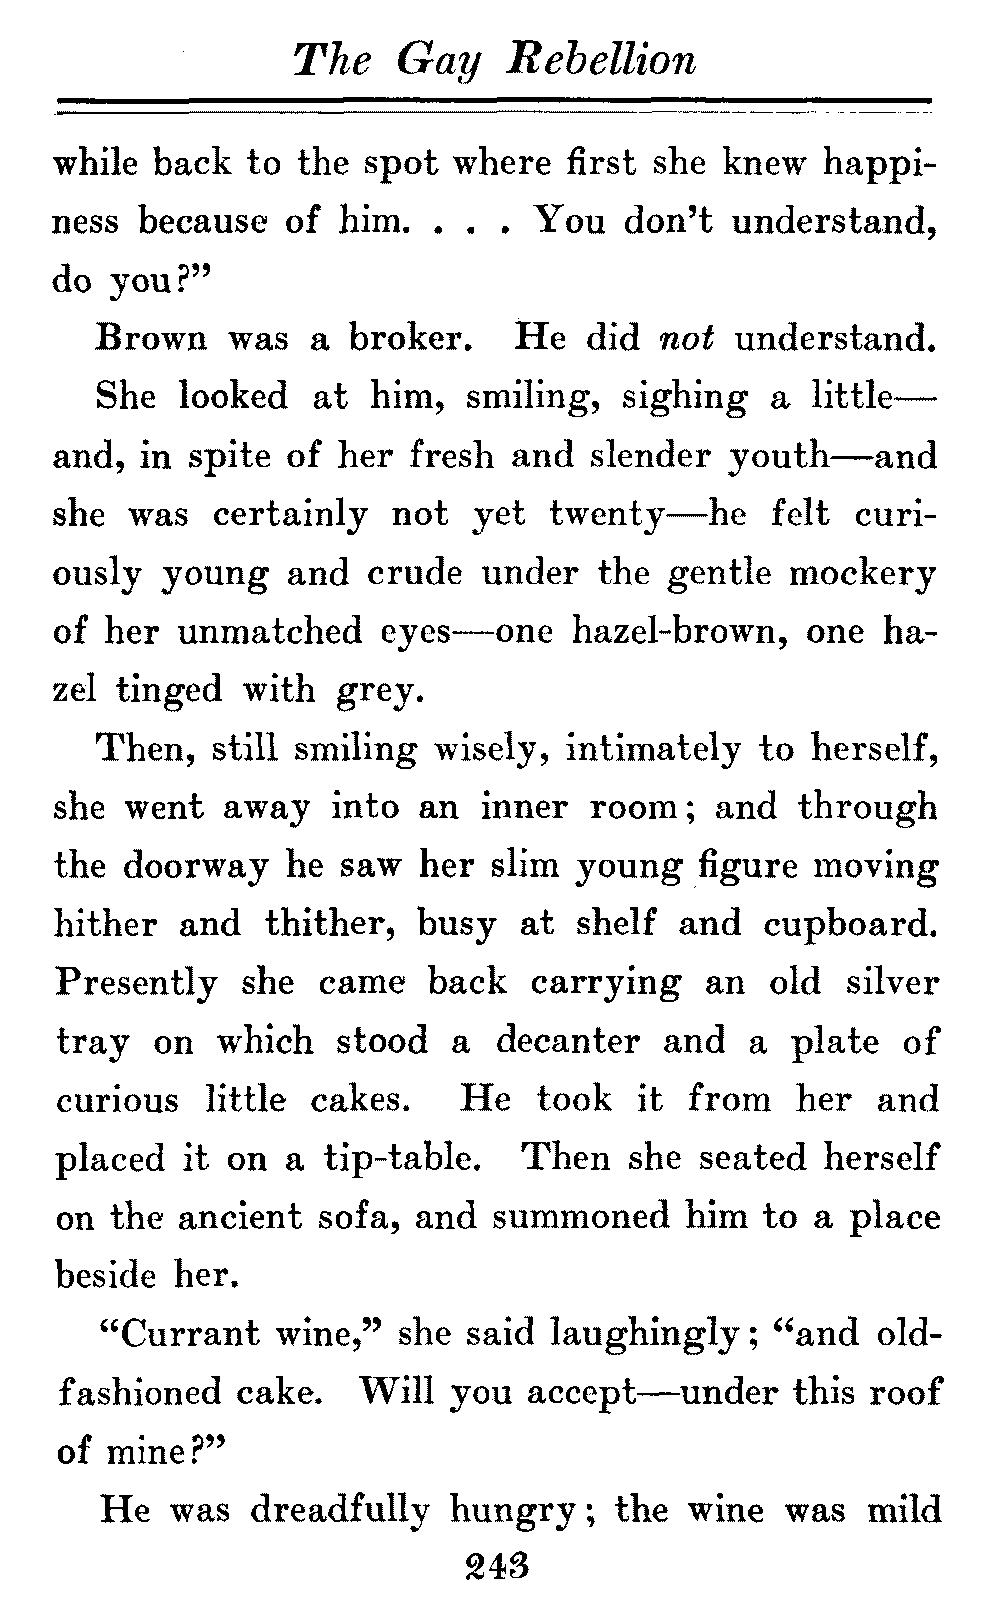 The Gay Rebellion
while back to the spot where first she knew happi-
ness because of him. . . . You don't understand,
do you?”
Brown was a broker. He did not understand.
She looked at him, smiling, sighing a little—
and, in spite of her fresh and slender youth—and
she was certainly not yet twenty—he felt curi-
ously young and crude under the gentle mockery
of her unmatched eyes—one hazel-brown, one ha-
zel tinged with grey.
Then, still smiling wisely, intimately to herself,
she went away into an inner room; and through
the doorway he saw her slim young figure moving
hither and thither, busy at shelf and cupboard.
Presently she came back carrying an old silver
tray on which stood a decanter and a plate of
curious little cakes. He took it from her and
placed it on a tip-table. Then she seated herself
on the ancient sofa, and summoned him to a place
beside her.
“Currant wine,” she said laughingly; “and old-
fashioned cake. Will you accept—under this roof
of mine?”
He was dreadfully hungry; the wine was mild
243